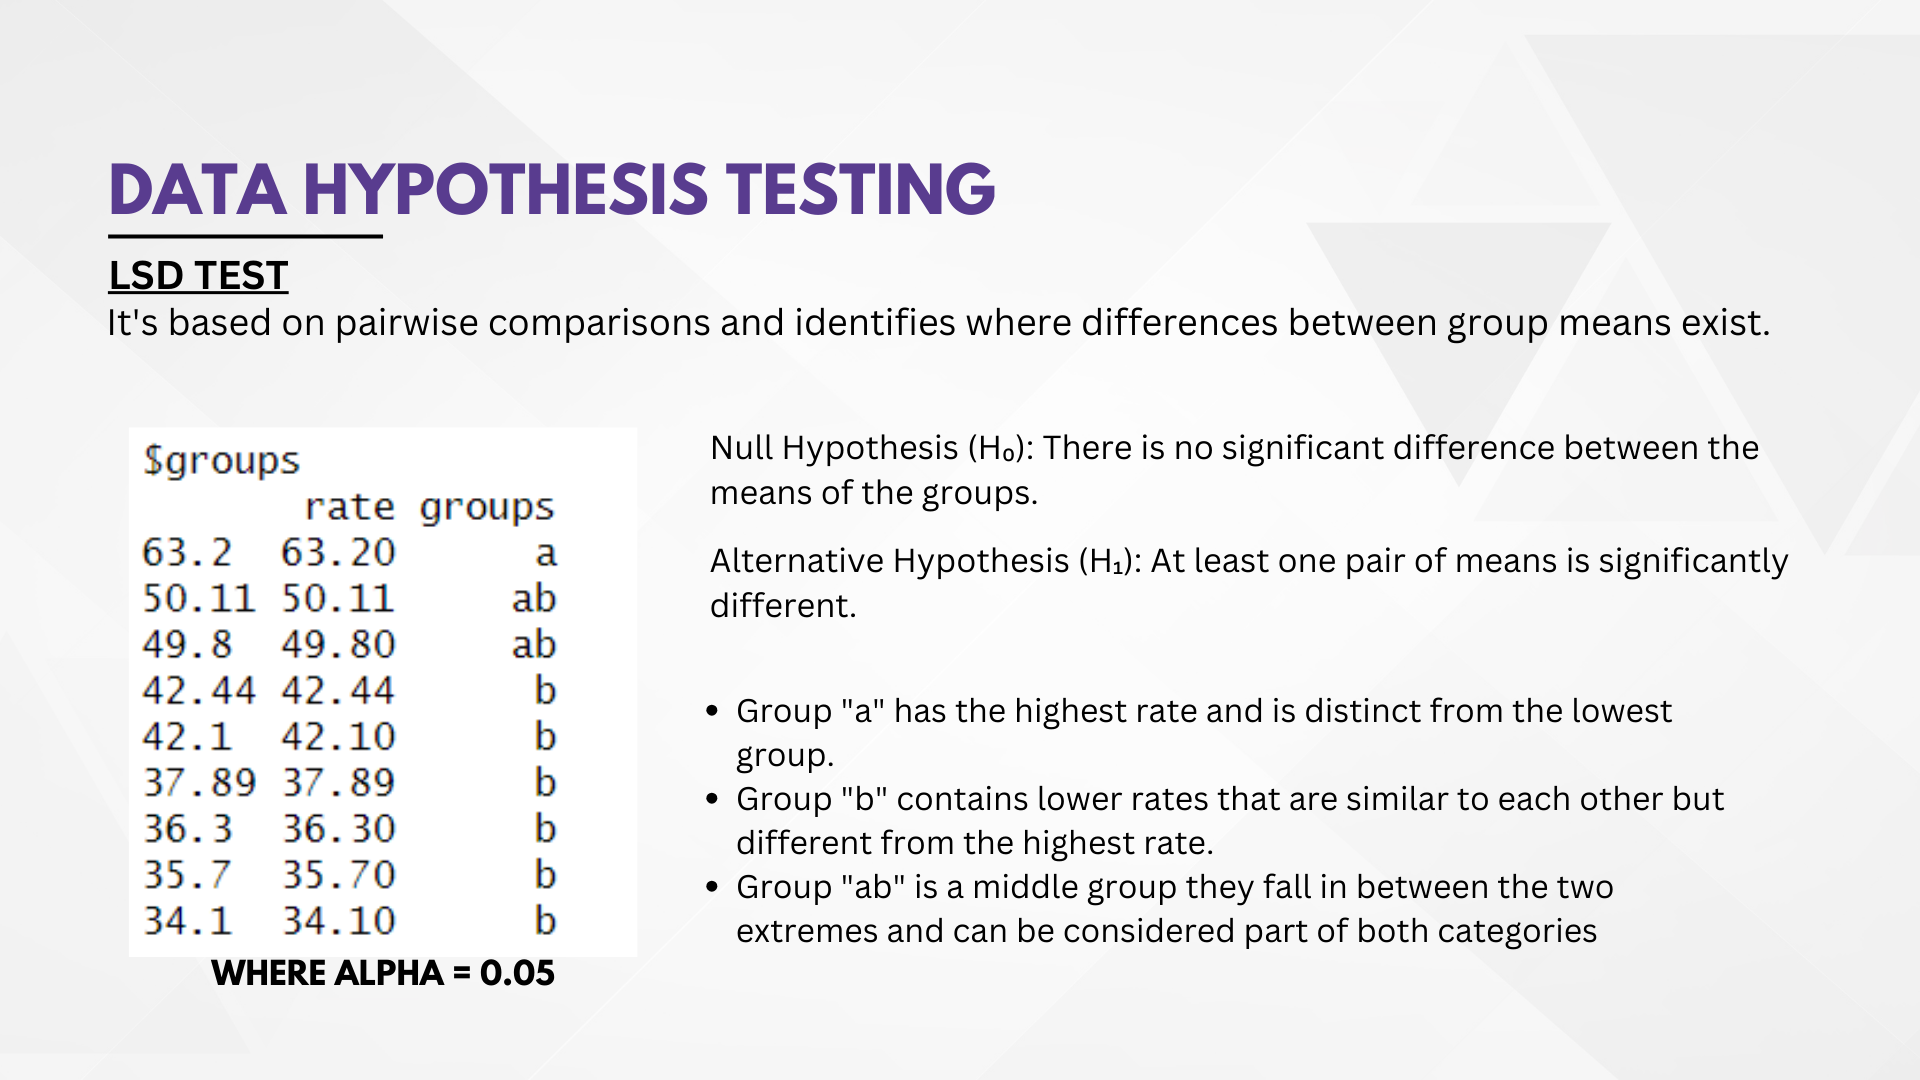 DATA HYPOTHESIS TESTING
LSD TEST
It's based on pairwise comparisons and identifies where differences between group means exist.
$groups
rate groups
63.2 63.20 a
50.11 50.11 ab
49.8 49.80 ab
42.44 42.44 b
42.1 42.10 b
37.89 37.89 b
36.3 36.30 b
35.7 35.70 b
34.1 34.10 b
WHERE ALPHA = 0.05
Null Hypothesis (H₀): There is no significant difference between the
means of the groups.
Alternative Hypothesis (H₁): At least one pair of means is significantly
different.
• Group "a" has the highest rate and is distinct from the lowest
group.
• Group "b" contains lower rates that are similar to each other but
different from the highest rate.
• Group "ab" is a middle group they fall in between the two
extremes and can be considered part of both categories